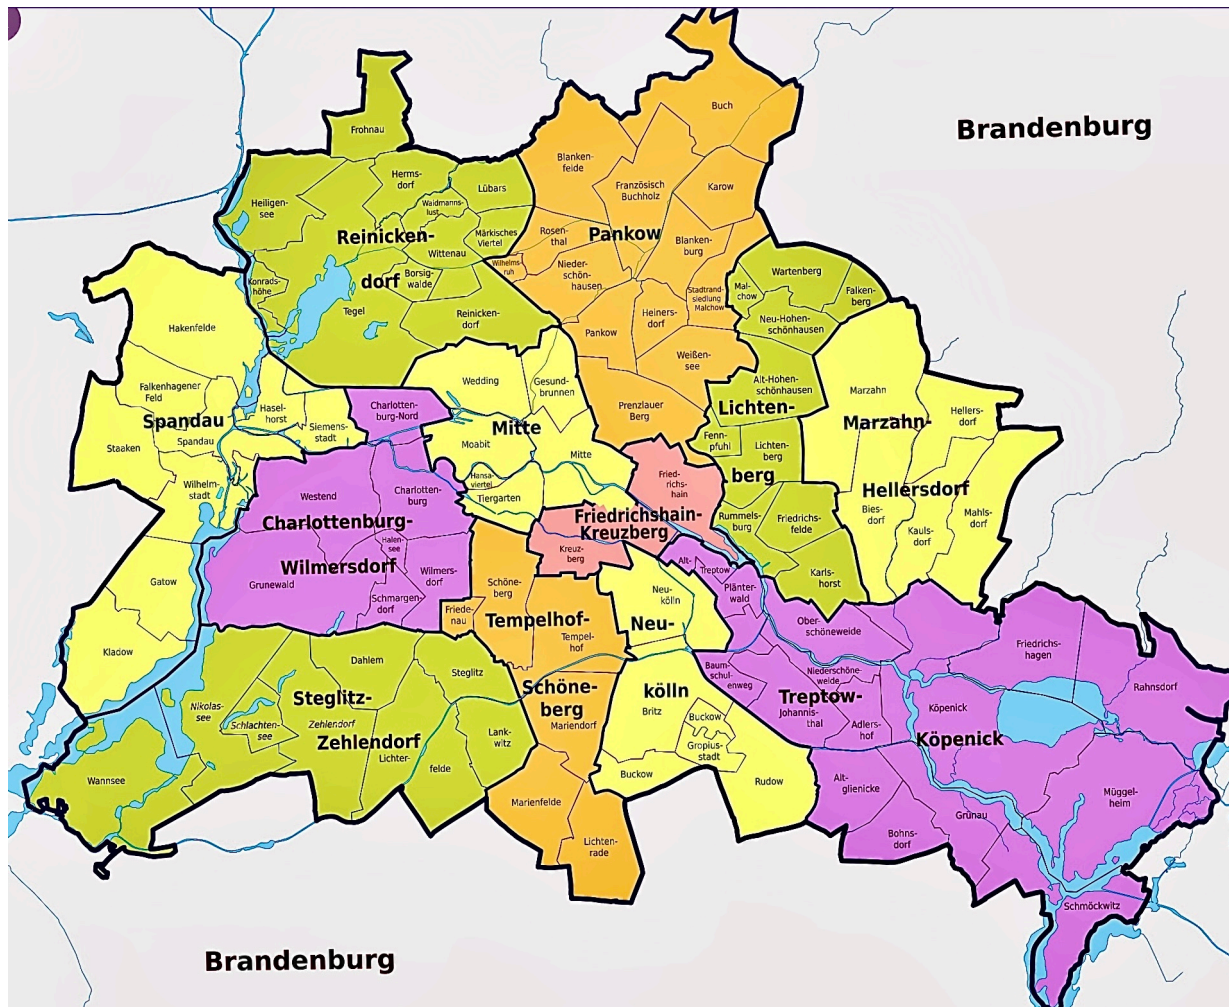 Brandenburg
Buch
Frohnau
Blanken-
felde
Herms-
dorf
Lübars
Französisch
Buchholz
Karow
Heiligen-
see
Waidmanns-
lust
Reinicken-
dorf
Märkisches
Viertel
Wittenau
Rosen-
thal
Pankow
Blanken-
burg
Wilhelms-
ruh
Nieder-
schön-
hausen
Konrads-
höhe
Borsig-
walde
Tegel
Reinicken-
dorf
Stadtrand-
siedlung
Malchow
Mal-
chow
Wartenberg
Falken-
berg
Neu-Hohen-
schönhausen
Heiners-
dorf
Pankow
Weißen-
see
Hakenfelde
Wedding
Gesund-
brunnen
Prenzlauer
Berg
Alt-Hohen-
schönhausen
Marzahn
Falkenhagener
Feld
Hasel-
horst
Siemens-
stadt
Charlotten-
burg-Nord
Spandau
Spandau
Staaken
Wilhelm-
stadt
Mitte
Moabit
Mitte
Hansa-
viertel
Tiergarten
Lichten-
berg
Fenn-
pfuhl
Lichten-
berg
Marzahn-
Hellersdorf
Hellers-
dorf
Bies-
dorf
Kauls-
dorf
Mahls-
dorf
Fried-
richs-
hain
Friedrichshain-
Kreuzberg
Kreuz-
berg
Rummels-
burg
Friedrichs-
felde
Karls-
horst
Westend
Charlotten-
burg
Charlottenburg-
Wilmersdorf
Halen-
see
Grunewald
Wilmers-
dorf
Schmargen-
dorf
Gatow
Kladow
Schöne-
berg
Friede-
nau
Tempelhof-
Schöne-
berg
Tempel-
hof
Mariendorf
Marienfelde
Lichten-
rade
Neu-
kölln
Neu-
kölln
Britz
Buckow
Gropius-
stadt
Buckow
Rudow
Alt-
Treptow
Plänter-
wald
Baum-
schul-
enweg
Ober-
schöneweide
Niederschöne-
weide
Treptow-
Köpenick
Johannis-
thal
Adlers-
hof
Köpenick
Friedrichs-
hagen
Rahnsdorf
Alt-
glienicke
Bohns-
dorf
Grünau
Müggel-
heim
Schmöckwitz
Dahlem
Steglitz
Steglitz-
Zehlendorf
Nikolas-
see
Schlachten-
see
Zehlendorf
Lichter-
felde
Lank-
witz
Wannsee
Brandenburg